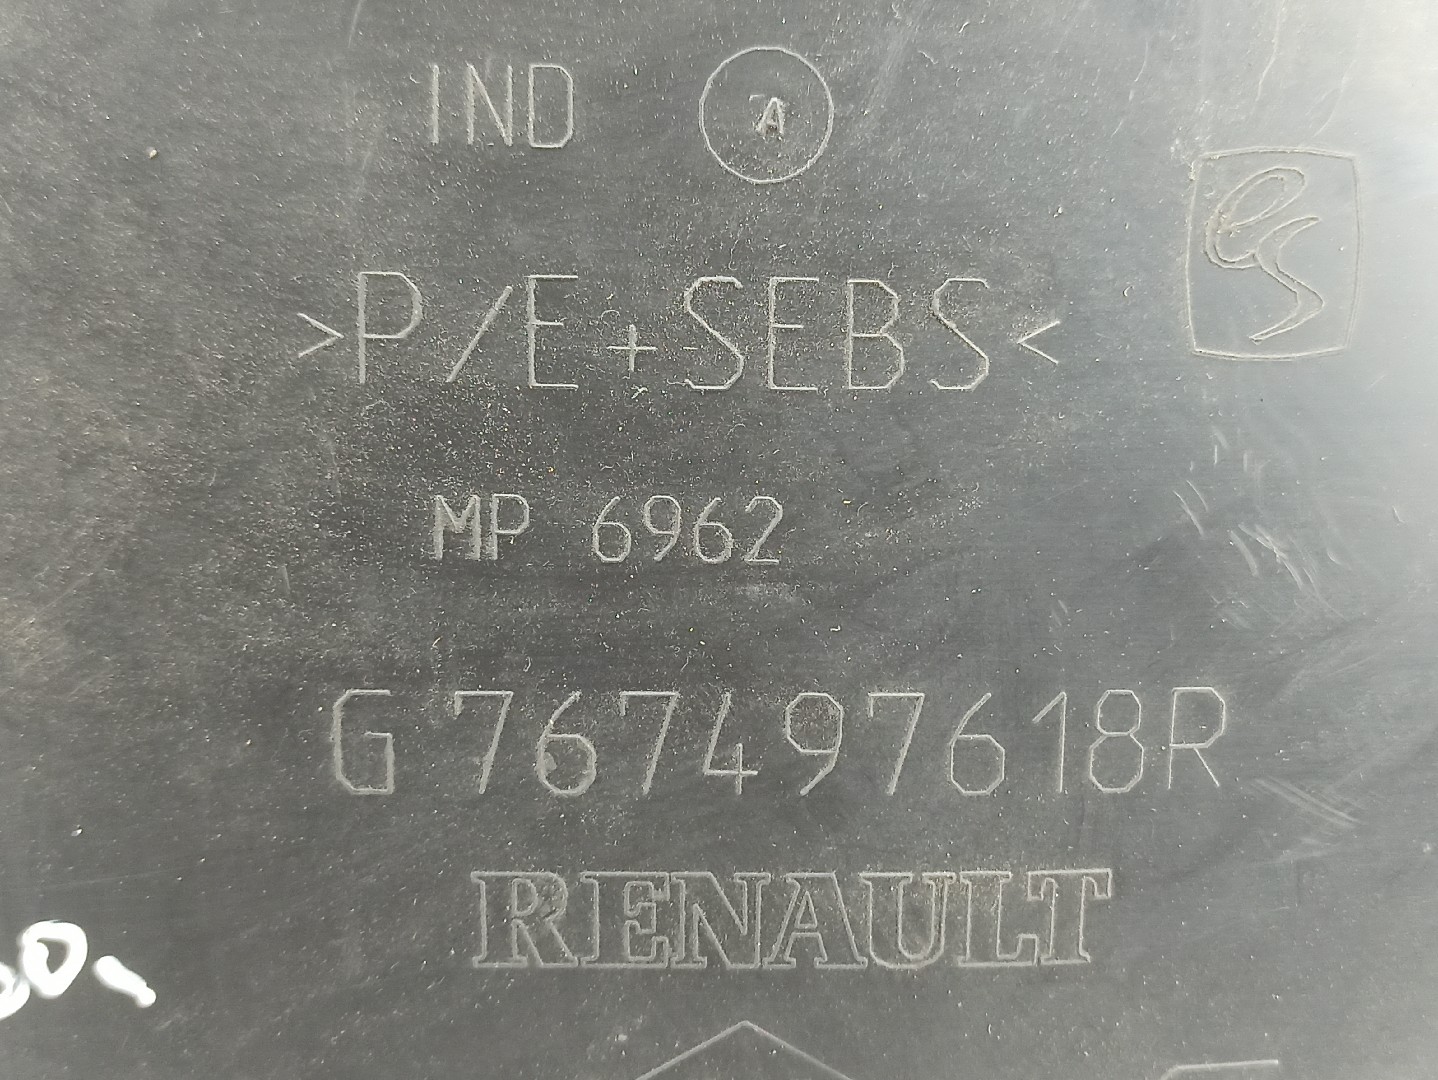 IND A
>P/E+SEBS<
MP 6962
G 767497618R
RENAULT